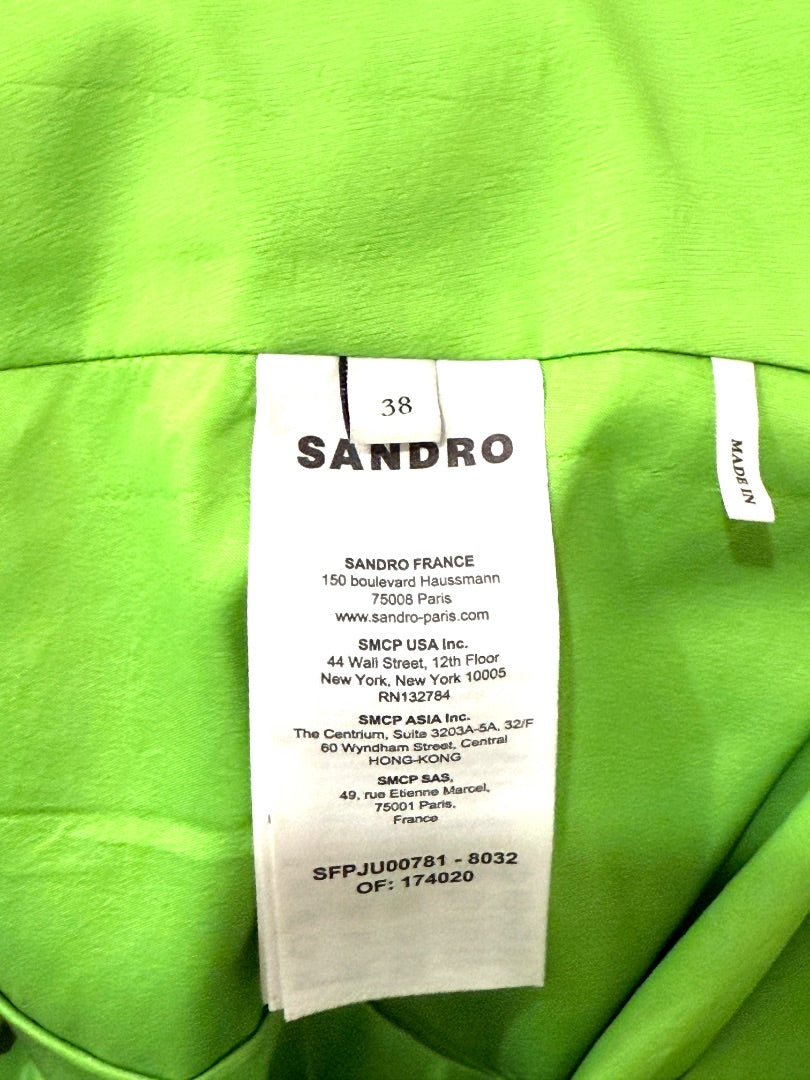 38
SANDRO
SANDRO FRANCE
150 boulevard Haussmann
75008 Paris
www.sandro-paris.com
SMCP USA Inc.
44 Wall Street, 12th Floor
New York, New York 10005
RN132784
SMCP ASIA Inc.
The Centrium, Suite 3203A-5A, 32/F
60 Wyndham Street, Central
HONG-KONG
SMCP SAS,
49, rue Etienne Marcel,
75001 Paris,
France
SFPJU00781 - 8032
OF: 174020
MADE IN